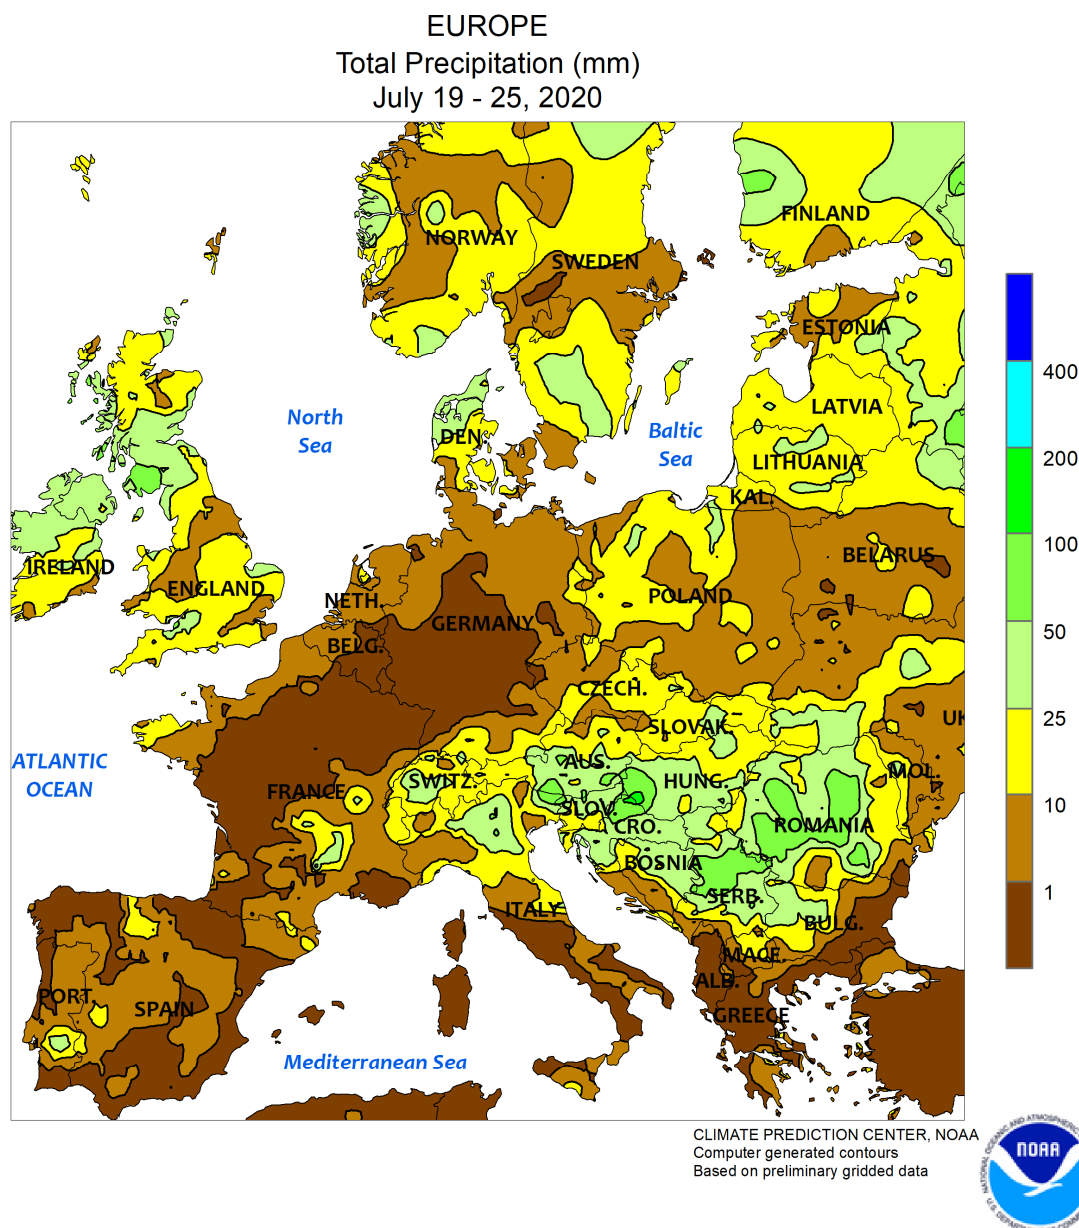 EUROPE
Total Precipitation (mm)
July 19 - 25, 2020
FINLAND
NORWAY
SWEDEN
ESTONIA
400
LATVIA
North
Sea
Baltic
Sea
DEN.
200
LITHUANIA
KAL.
100
BELARUS
IRELAND
ENGLAND
NETH.
POLAND
GERMANY
50
BELG.
CZECH.
25
UK
SLOVAK.
ATLANTIC
OCEAN
AUS.
MOL.
SWITZ.
HUNG.
FRANCE
10
SLOV.
CRO.
ROMANIA
BOSNIA
1
SERB.
ITALY
BULG.
MACE.
ALB.
PORT.
SPAIN
GREECE
Mediterranean Sea
CLIMATE PREDICTION CENTER, NOAA
Computer generated contours
Based on preliminary gridded data
NOAA